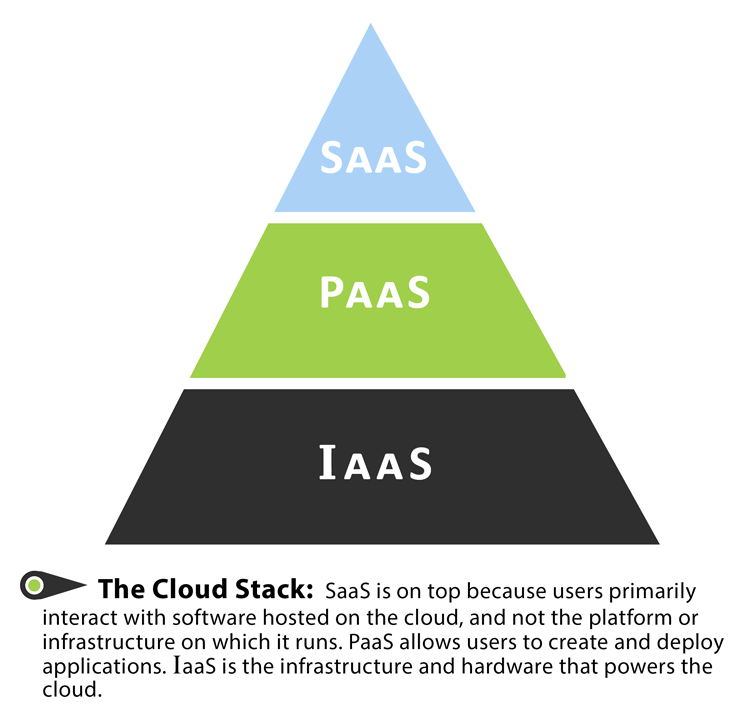 SaaS
PaaS
IaaS
The Cloud Stack: SaaS is on top because users primarily
interact with software hosted on the cloud, and not the platform or
infrastructure on which it runs. PaaS allows users to create and deploy
applications. IaaS is the infrastructure and hardware that powers the
cloud.